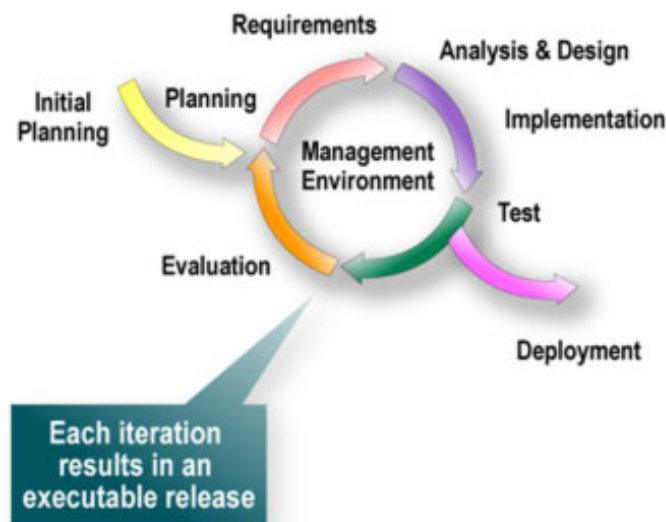 Requirements
Analysis & Design
Planning
Initial
Planning
Implementation
Management
Environment
Test
Evaluation
Deployment
Each iteration
results in an
executable release